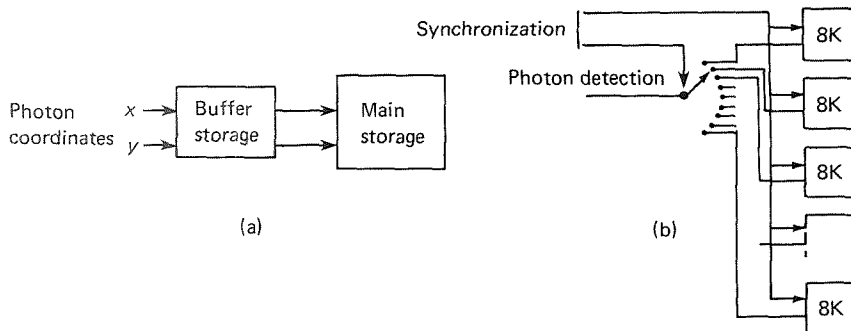 Photon
coordinates
x
y
Buffer
storage
Main
storage
(a)
Synchronization
Photon detection
8K
8K
8K
8K
(b)